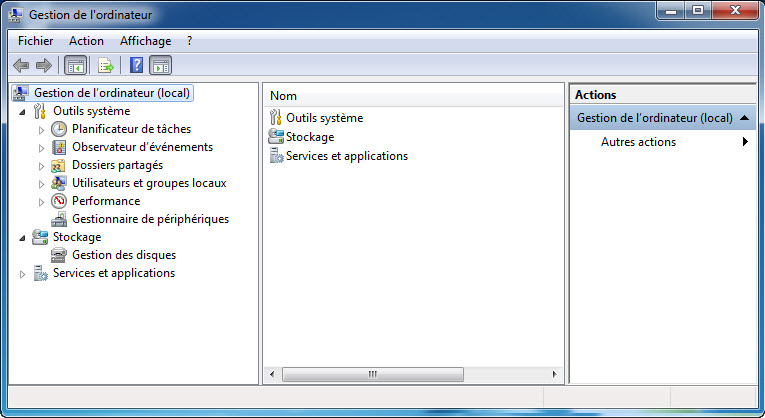 Gestion de l'ordinateur
Fichier Action Affichage ?
Gestion de l'ordinateur (local)
Outils système
Planificateur de tâches
Observateur d'événements
Dossiers partagés
Utilisateurs et groupes locaux
Performance
Gestionnaire de périphériques
Stockage
Gestion des disques
Services et applications
Nom
Outils système
Stockage
Services et applications
Actions
Gestion de l'ordinateur (local)
Autres actions